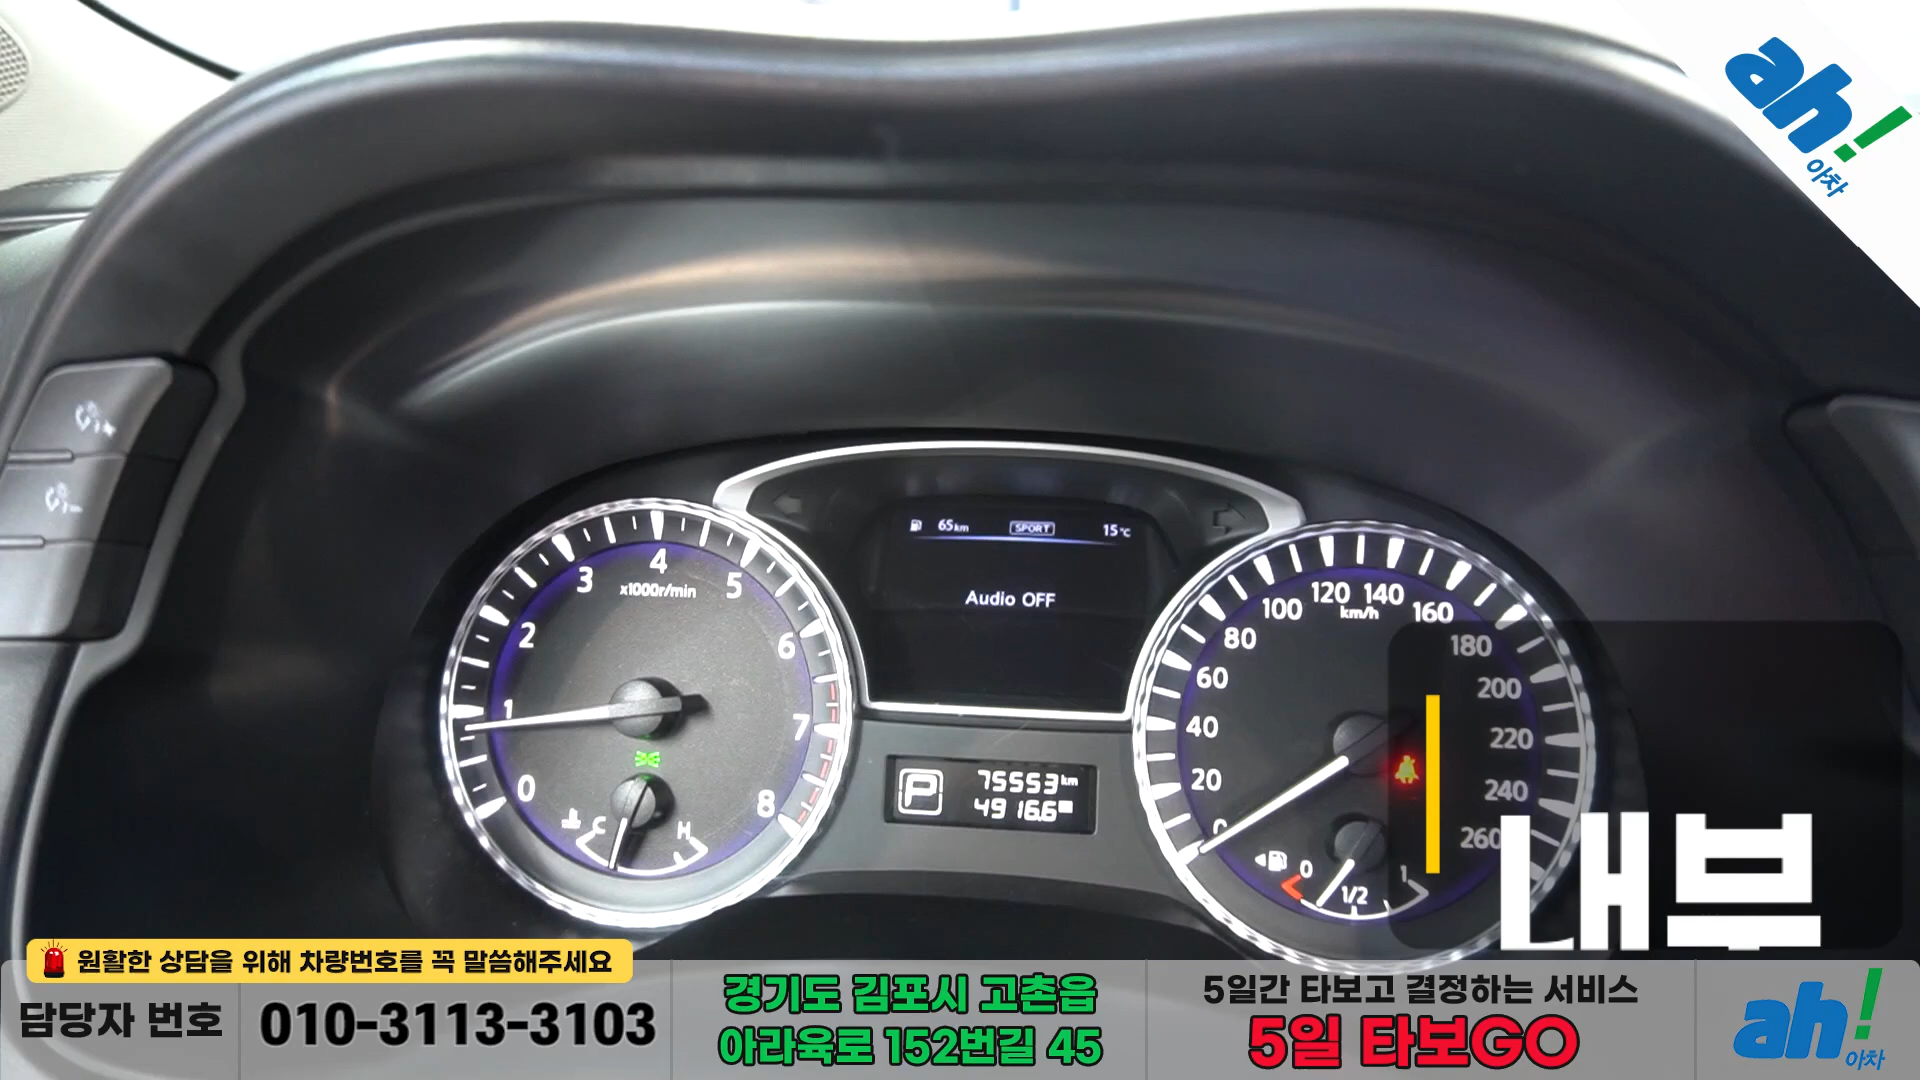 ah!
아차
65km
SPORT
15℃
Audio OFF
0 1 2 3 4 5 6 7 8
x1000r/min
C H
P
75553km
49166
0 20 40 60 80 100 120 140 160 180 200 220 240 260
km/h
0 1/2 1
내부
원활한 상담을 위해 차량번호를 꼭 말씀해주세요
담당자 번호
010-3113-3103
경기도 김포시 고촌읍
아라육로 152번길 45
5일간 타보고 결정하는 서비스
5일 타보GO
ah!
아차